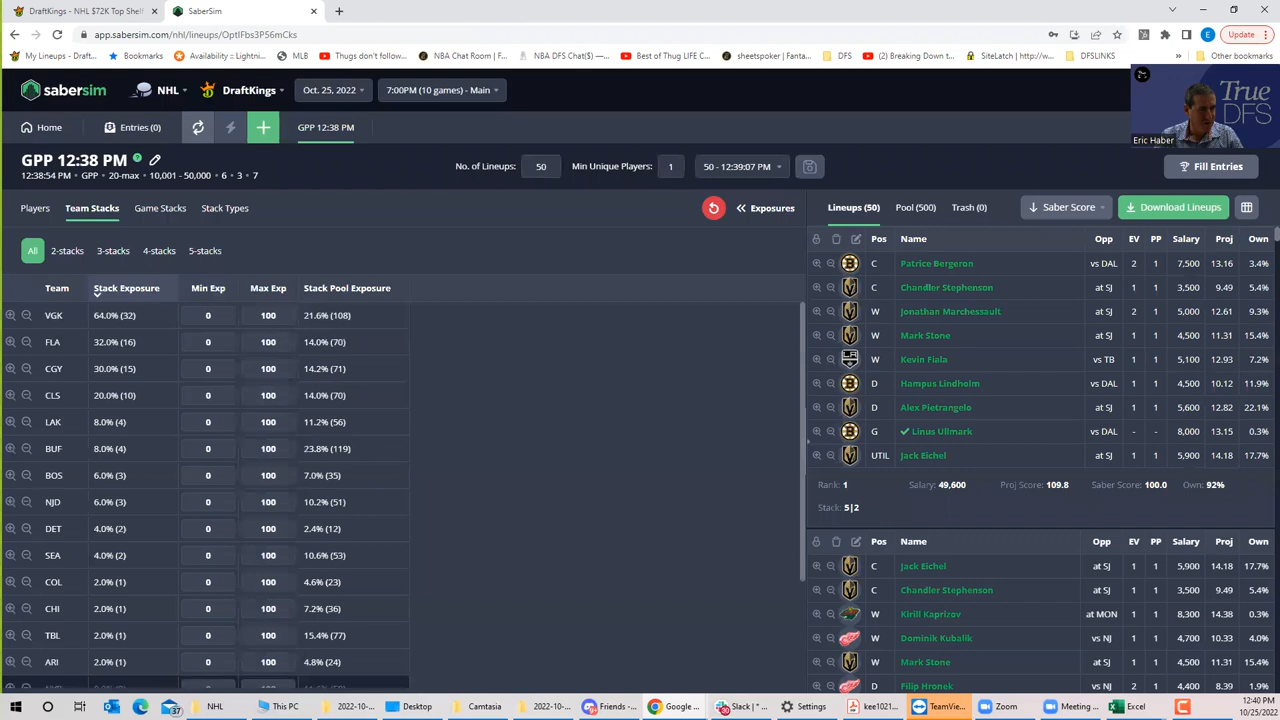 DraftKings - NHL $72K Top Shelf
SaberSim
app.sabersim.com/nhl/lineups/OptIFbs3P56mCks
Update
My Lineups - DraftK
Bookmarks
Availability :: Lightni...
MLB
Thugs don't follow...
NBA Chat Room | F...
sheetspoker | Fanta...
NBA DFS Chat($) —...
Best of Thug LIFE C...
(2) Breaking Down t...
SiteLatch | http://w...
DFS
DFSLINKS
Other bookmarks
sabersim
NHL
DraftKings
Oct. 25, 2022
7:00PM (10 games) - Main
True
DFS
Eric Haber
Home
Entries (0)
GPP 12:38 PM
GPP 12:38 PM
12:38:54 PM • GPP • 20-max • 10,001 - 50,000 • 6 • 3 • 7
No. of Lineups: 50
Min Unique Players: 1
50 - 12:39:07 PM
Fill Entries
Players
Team Stacks
Game Stacks
Stack Types
Exposures
Lineups (50)
Pool (500)
Trash (0)
Saber Score
Download Lineups
All
2-stacks
3-stacks
4-stacks
5-stacks
Team Stack Exposure Min Exp Max Exp Stack Pool Exposure
VGK 64.0% (32) 0 100 21.6% (108)
FLA 32.0% (16) 0 100 14.0% (70)
CGY 30.0% (15) 0 100 14.2% (71)
CLS 20.0% (10) 0 100 14.0% (70)
LAK 8.0% (4) 0 100 11.2% (56)
BUF 8.0% (4) 0 100 23.8% (119)
BOS 6.0% (3) 0 100 7.0% (35)
NJD 6.0% (3) 0 100 10.2% (51)
DET 4.0% (2) 0 100 2.4% (12)
SEA 4.0% (2) 0 100 10.6% (53)
COL 2.0% (1) 0 100 4.6% (23)
CHI 2.0% (1) 0 100 7.2% (36)
TBL 2.0% (1) 0 100 15.4% (77)
ARI 2.0% (1) 0 100 4.8% (24)
Pos Name Opp EV PP Salary Proj Own
C Patrice Bergeron vs DAL 2 1 7,500 13.16 3.4%
C Chandler Stephenson at SJ 1 1 3,500 9.49 5.4%
W Jonathan Marchessault at SJ 2 1 5,000 12.61 9.3%
W Mark Stone at SJ 1 1 4,500 11.31 15.4%
W Kevin Fiala vs TB 1 1 5,100 12.93 7.2%
D Hampus Lindholm vs DAL 1 1 4,500 10.12 11.9%
D Alex Pietrangelo at SJ 1 1 5,600 12.82 22.1%
G Linus Ullmark vs DAL - - 8,000 13.15 0.3%
UTIL Jack Eichel at SJ 1 1 5,900 14.18 17.7%
Rank: 1 Salary: 49,600 Proj Score: 109.8 Saber Score: 100.0 Own: 92%
Stack: 5|2
Pos Name Opp EV PP Salary Proj Own
C Jack Eichel at SJ 1 1 5,900 14.18 17.7%
C Chandler Stephenson at SJ 1 1 3,500 9.49 5.4%
W Kirill Kaprizov at MON 1 1 8,300 14.38 0.3%
W Dominik Kubalik vs NJ 1 1 4,700 10.33 4.0%
W Mark Stone at SJ 1 1 4,500 11.31 15.4%
D Filip Hronek vs NJ 2 1 4,400 8.39 1.9%
37
NHL
This PC
2022-10...
Desktop
Camtasia
2022-10...
Friends - ...
Google ...
Slack | * ...
Settings
kee1021...
TeamView...
Zoom
Meeting ...
Excel
12:40 PM
10/25/2022